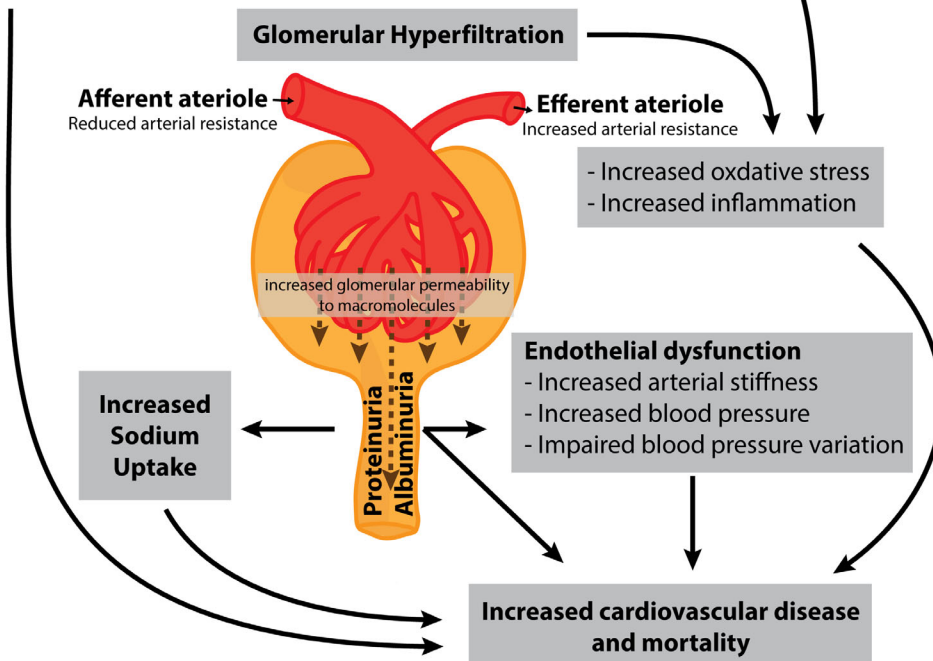 Glomerular Hyperfiltration
Afferent ateriole
Reduced arterial resistance
Efferent ateriole
Increased arterial resistance
- Increased oxdative stress
- Increased inflammation
increased glomerular permeability
to macromolecules
Endothelial dysfunction
- Increased arterial stiffness
- Increased blood pressure
- Impaired blood pressure variation
Increased
Sodium
Uptake
Proteinuria
Albuminuria
Increased cardiovascular disease
and mortality